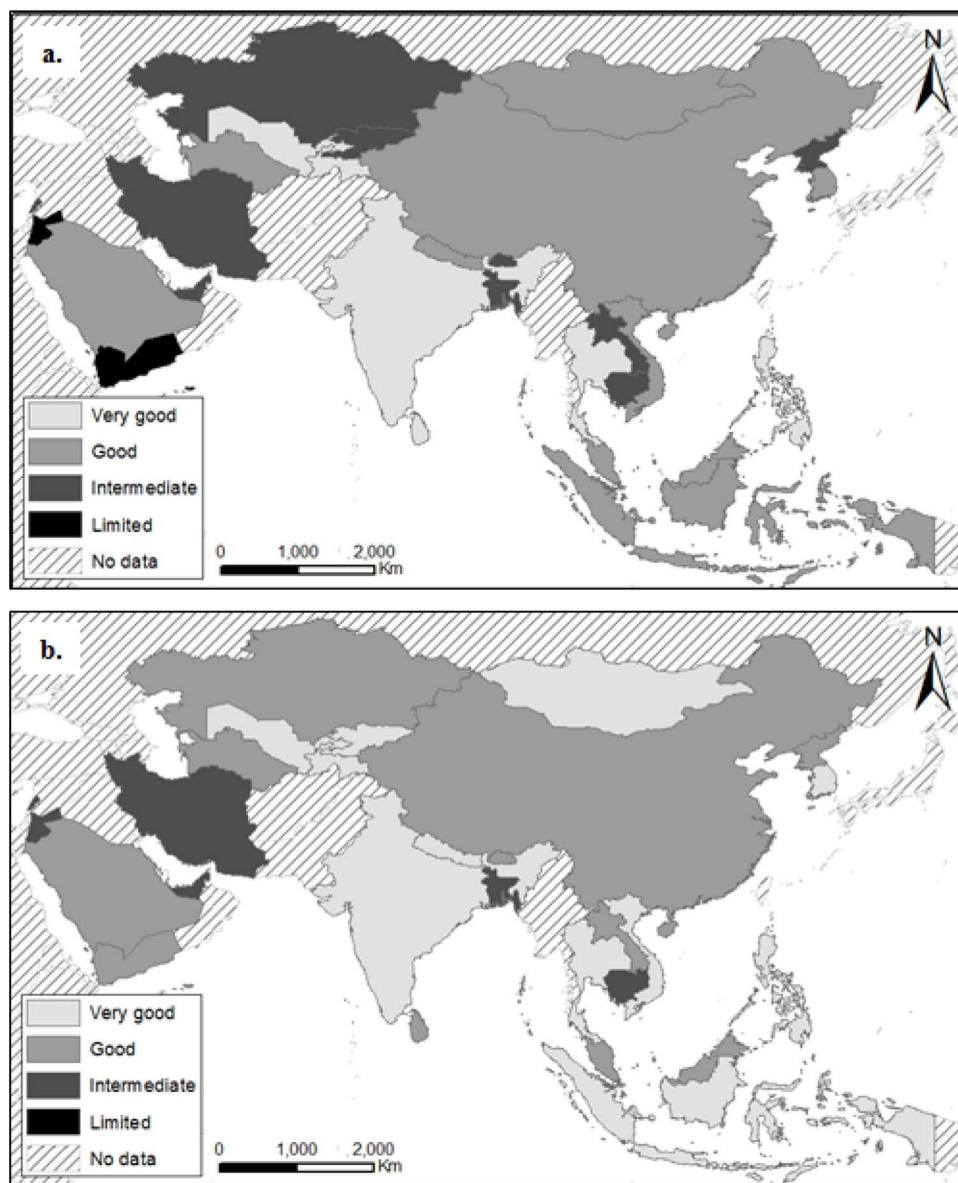 a.
N
Very good
Good
Intermediate
Limited
No data
0 1,000 2,000
Km
b.
N
Very good
Good
Intermediate
Limited
No data
0 1,000 2,000
Km